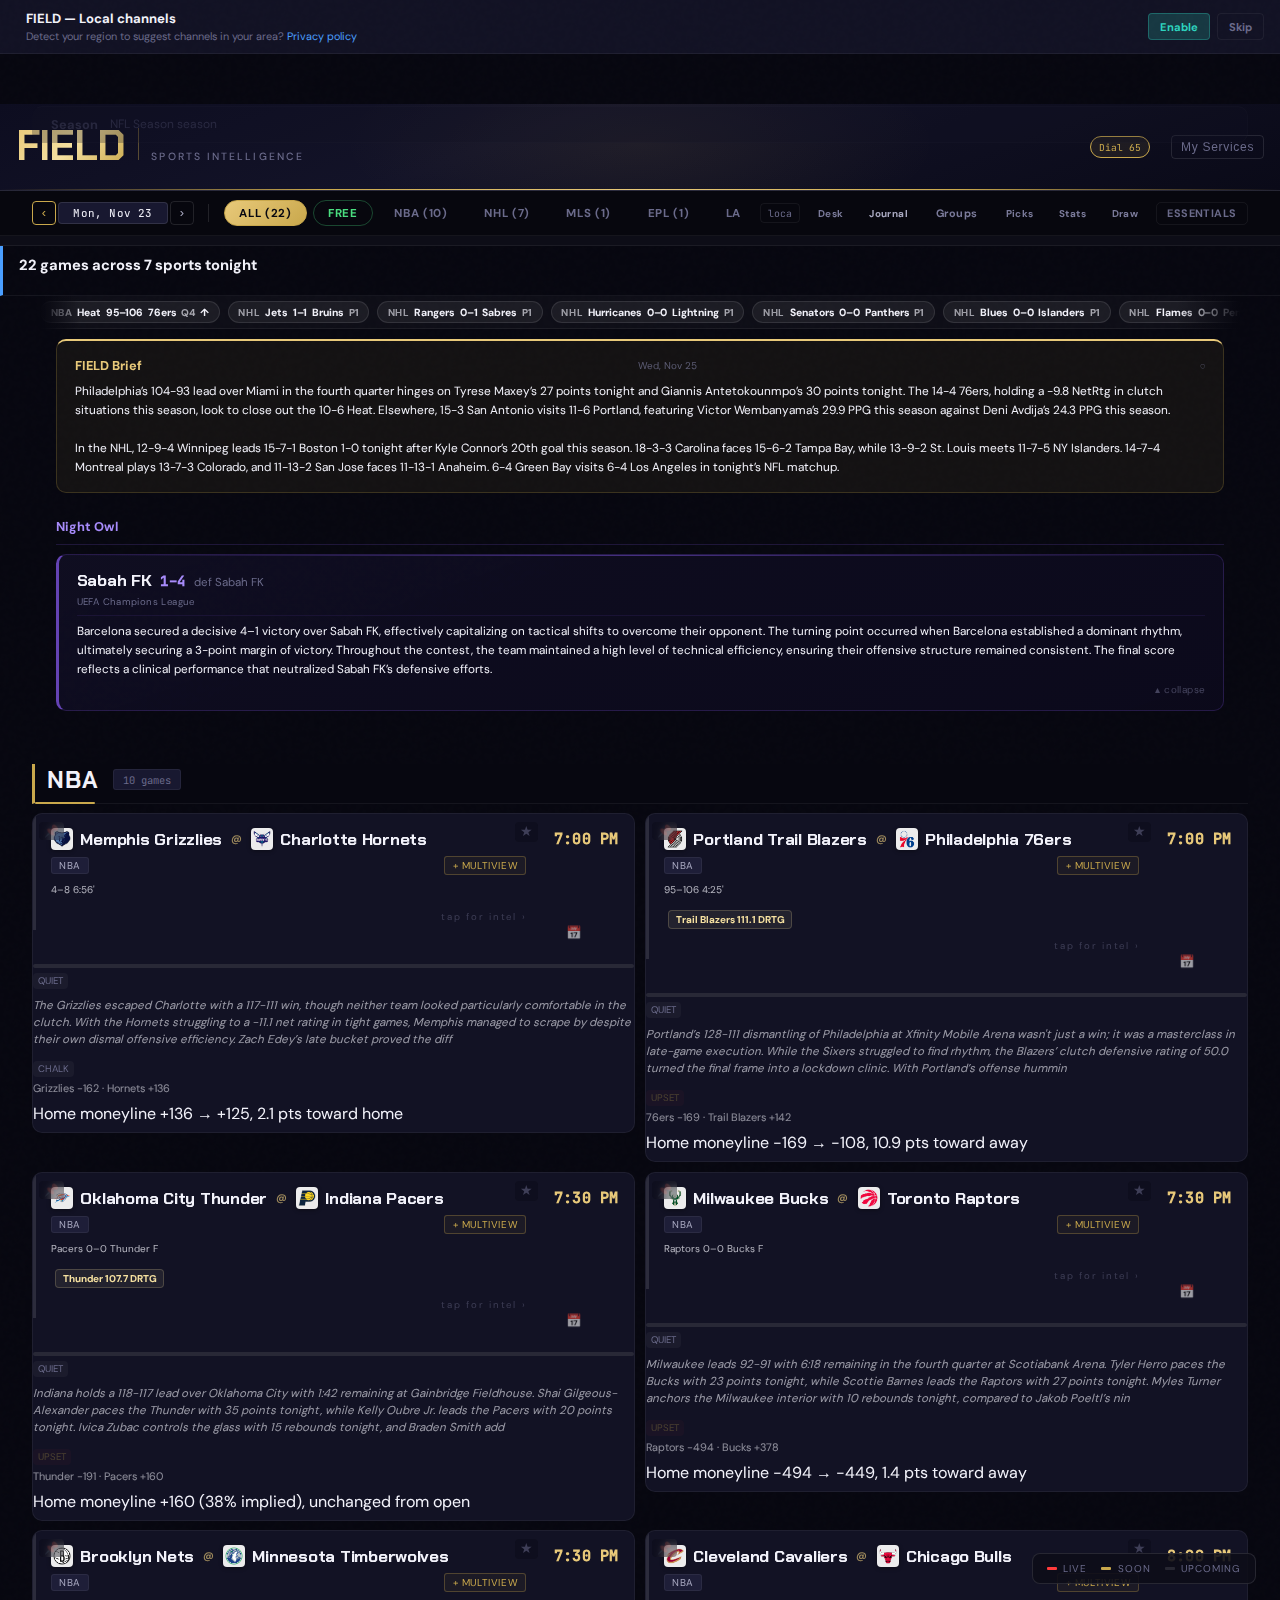 FIELD — Local channels
Detect your region to suggest channels in your area? Privacy policy
Enable
Skip
Season NFL Season season
FIELD
SPORTS INTELLIGENCE
Dial 65
My Services
‹ Mon, Nov 23 ›
ALL (22)
FREE
NBA (10)
NHL (7)
MLS (1)
EPL (1)
LA
loca
Desk
Journal
Groups
Picks
Stats
Draw
ESSENTIALS
22 games across 7 sports tonight
NBA Heat 95–106 76ers Q4 ↑
NHL Jets 1–1 Bruins P1
NHL Rangers 0–1 Sabres P1
NHL Hurricanes 0–0 Lightning P1
NHL Senators 0–0 Panthers P1
NHL Blues 0–0 Islanders P1
NHL Flames 0–0
FIELD Brief
Wed, Nov 25
Philadelphia's 104-93 lead over Miami in the fourth quarter hinges on Tyrese Maxey's 27 points tonight and Giannis Antetokounmpo's 30 points tonight. The 14-4 76ers, holding a -9.8 NetRtg in clutch
situations this season, look to close out the 10-6 Heat. Elsewhere, 15-3 San Antonio visits 11-6 Portland, featuring Victor Wembanyama's 29.9 PPG this season against Deni Avdija's 24.3 PPG this season.
In the NHL, 12-9-4 Winnipeg leads 15-7-1 Boston 1-0 tonight after Kyle Connor's 20th goal this season. 18-3-3 Carolina faces 15-6-2 Tampa Bay, while 13-9-2 St. Louis meets 11-7-5 NY Islanders. 14-7-4
Montreal plays 13-7-3 Colorado, and 11-13-2 San Jose faces 11-13-1 Anaheim. 6-4 Green Bay visits 6-4 Los Angeles in tonight's NFL matchup.
Night Owl
Sabah FK 1–4 def Sabah FK
UEFA Champions League
Barcelona secured a decisive 4–1 victory over Sabah FK, effectively capitalizing on tactical shifts to overcome their opponent. The turning point occurred when Barcelona established a dominant rhythm,
ultimately securing a 3-point margin of victory. Throughout the contest, the team maintained a high level of technical efficiency, ensuring their offensive structure remained consistent. The final score
reflects a clinical performance that neutralized Sabah FK's defensive efforts.
▲ collapse
NBA
10 games
Memphis Grizzlies @ Charlotte Hornets
★
7:00 PM
NBA
+ MULTIVIEW
4–8 6:56'
tap for intel ›
QUIET
The Grizzlies escaped Charlotte with a 117-111 win, though neither team looked particularly comfortable in the
clutch. With the Hornets struggling to a -11.1 net rating in tight games, Memphis managed to scrape by despite
their own dismal offensive efficiency. Zach Edey's late bucket proved the diff
CHALK
Grizzlies -162 · Hornets +136
Home moneyline +136 → +125, 2.1 pts toward home
Portland Trail Blazers @ Philadelphia 76ers
★
7:00 PM
NBA
+ MULTIVIEW
95–106 4:25'
Trail Blazers 111.1 DRTG
tap for intel ›
QUIET
Portland's 128-111 dismantling of Philadelphia at Xfinity Mobile Arena wasn't just a win; it was a masterclass in
late-game execution. While the Sixers struggled to find rhythm, the Blazers' clutch defensive rating of 50.0
turned the final frame into a lockdown clinic. With Portland's offense hummin
UPSET
76ers -169 · Trail Blazers +142
Home moneyline -169 → -108, 10.9 pts toward away
Oklahoma City Thunder @ Indiana Pacers
★
7:30 PM
NBA
+ MULTIVIEW
Pacers 0–0 Thunder F
Thunder 107.7 DRTG
tap for intel ›
QUIET
Indiana holds a 118-117 lead over Oklahoma City with 1:42 remaining at Gainbridge Fieldhouse. Shai Gilgeous-
Alexander paces the Thunder with 35 points tonight, while Kelly Oubre Jr. leads the Pacers with 20 points
tonight. Ivica Zubac controls the glass with 15 rebounds tonight, and Braden Smith add
UPSET
Thunder -191 · Pacers +160
Home moneyline +160 (38% implied), unchanged from open
Milwaukee Bucks @ Toronto Raptors
★
7:30 PM
NBA
+ MULTIVIEW
Raptors 0–0 Bucks F
tap for intel ›
QUIET
Milwaukee leads 92-91 with 6:18 remaining in the fourth quarter at Scotiabank Arena. Tyler Herro paces the
Bucks with 23 points tonight, while Scottie Barnes leads the Raptors with 27 points tonight. Myles Turner
anchors the Milwaukee interior with 10 rebounds tonight, compared to Jakob Poeltl's nin
UPSET
Raptors -494 · Bucks +378
Home moneyline -494 → -449, 1.4 pts toward away
Brooklyn Nets @ Minnesota Timberwolves
★
7:30 PM
NBA
+ MULTIVIEW
Cleveland Cavaliers @ Chicago Bulls
★
8:00 PM
NBA
+ MULTIVIEW
LIVE
SOON
UPCOMING